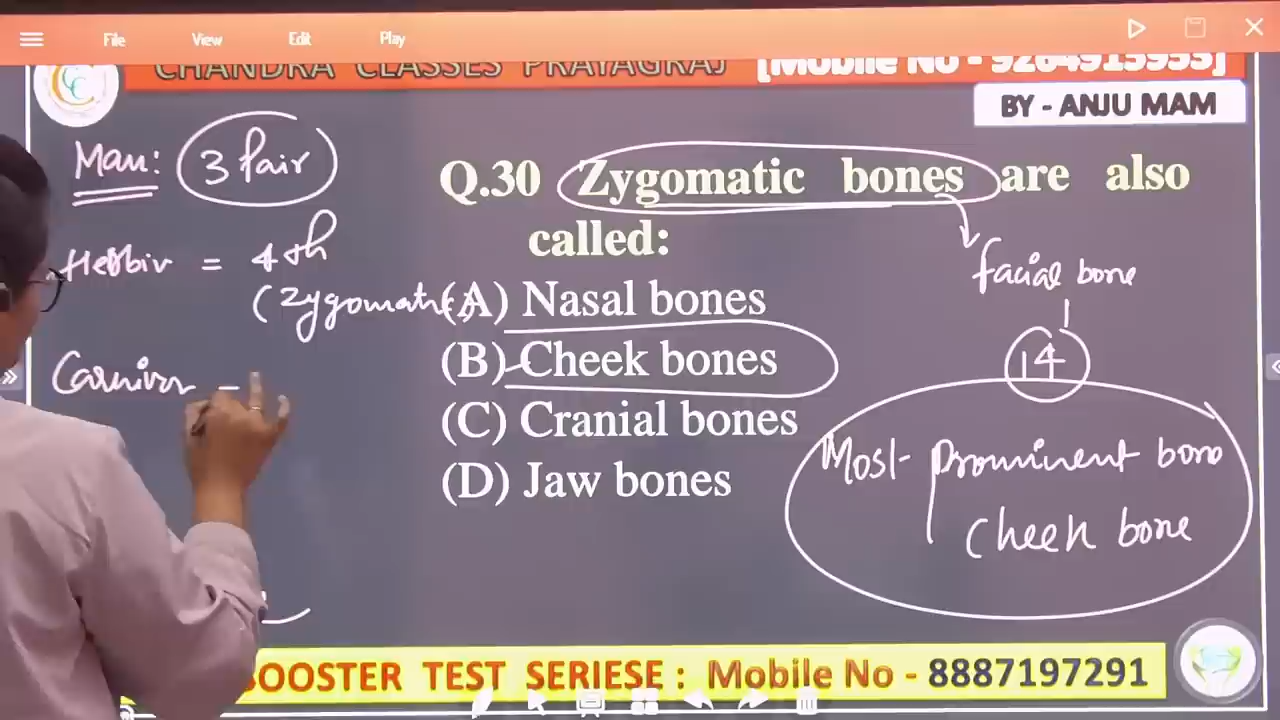 File View Edit Play
CHANDRA CLASSES PRAYAGRAJ [Mobile No - 9264915953]
BY - ANJU MAM
Man: 3 Pair
Herbiv = 4th
(Zygomatic)
Carnivor -
Q.30 Zygomatic bones are also
called:
(A) Nasal bones
(B) Cheek bones
(C) Cranial bones
(D) Jaw bones
facial bone
14
Most Prominent bone
Cheek bone
BOOSTER TEST SERIESE : Mobile No - 8887197291